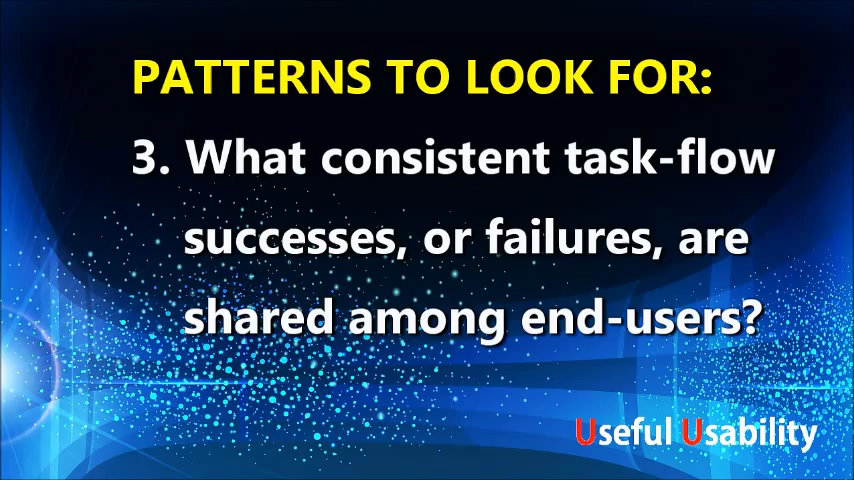 PATTERNS TO LOOK FOR:
3. What consistent task-flow
successes, or failures, are
shared among end-users?
Useful Usability